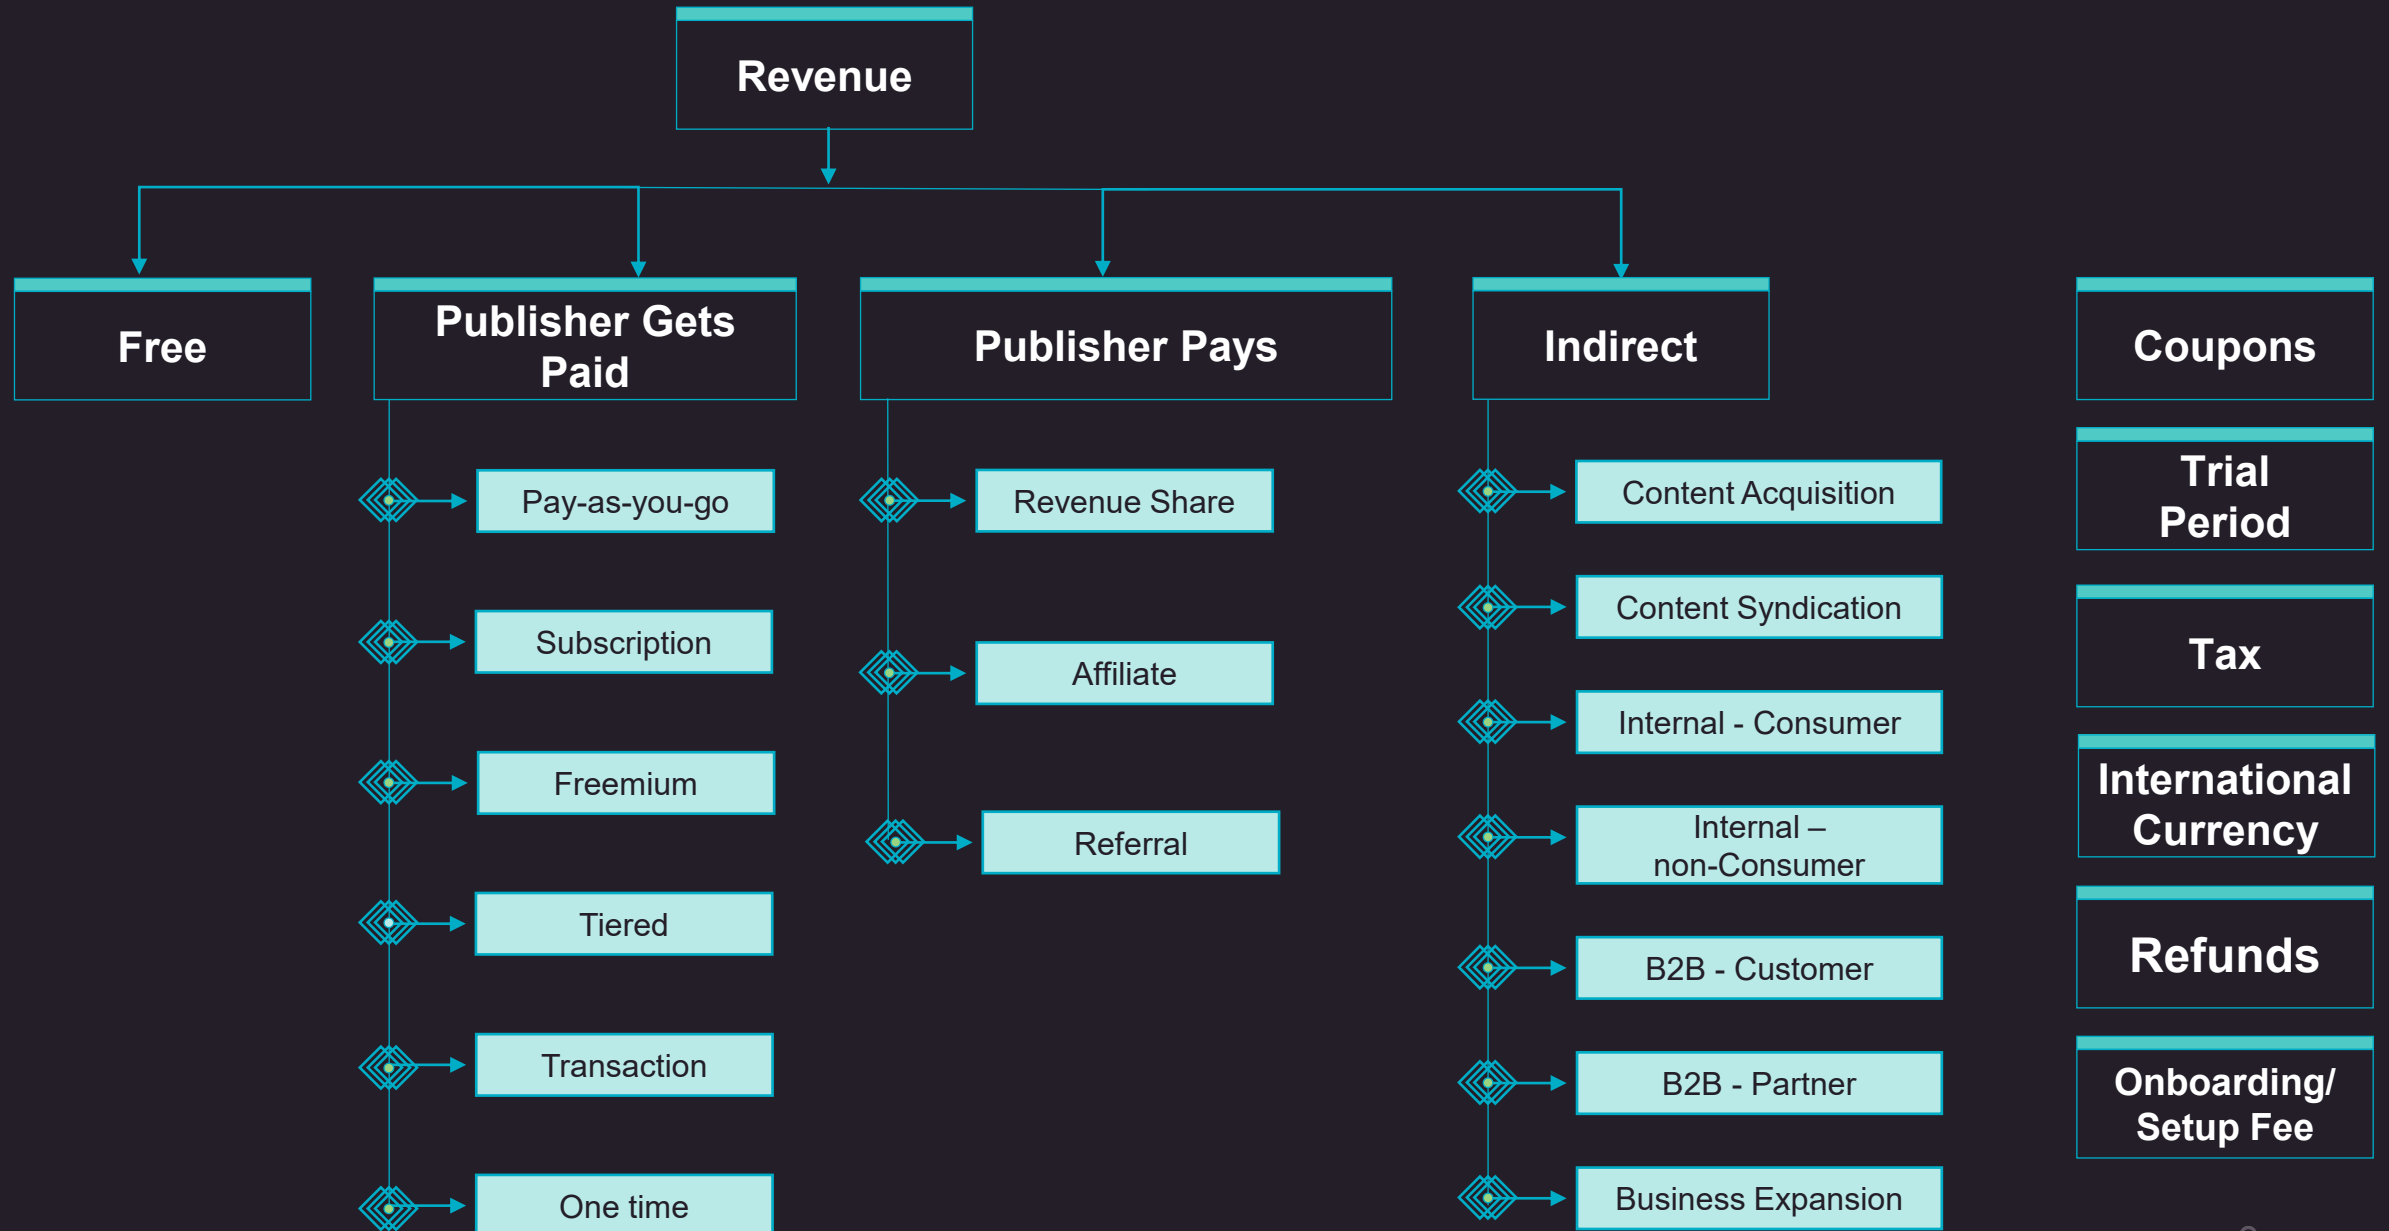 Revenue
Free
Publisher Gets
Paid
Pay-as-you-go
Subscription
Freemium
Tiered
Transaction
One time
Publisher Pays
Revenue Share
Affiliate
Referral
Indirect
Content Acquisition
Content Syndication
Internal - Consumer
Internal –
non-Consumer
B2B - Customer
B2B - Partner
Business Expansion
Coupons
Trial
Period
Tax
International
Currency
Refunds
Onboarding/
Setup Fee